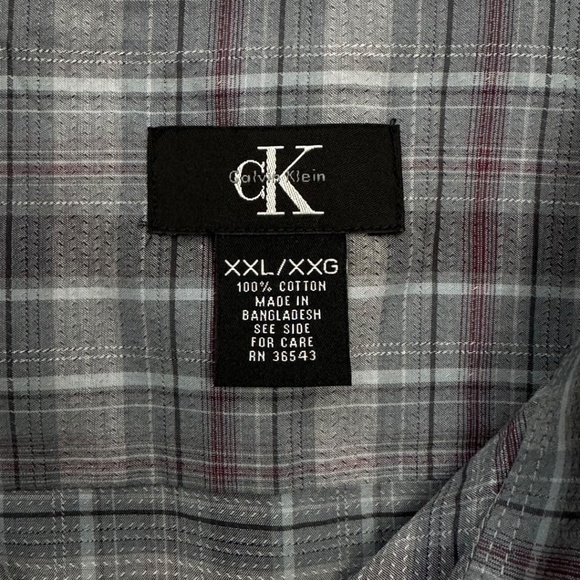 cK
Calvin Klein
XXL/XXG
100% COTTON
MADE IN
BANGLADESH
SEE SIDE
FOR CARE
RN 36543